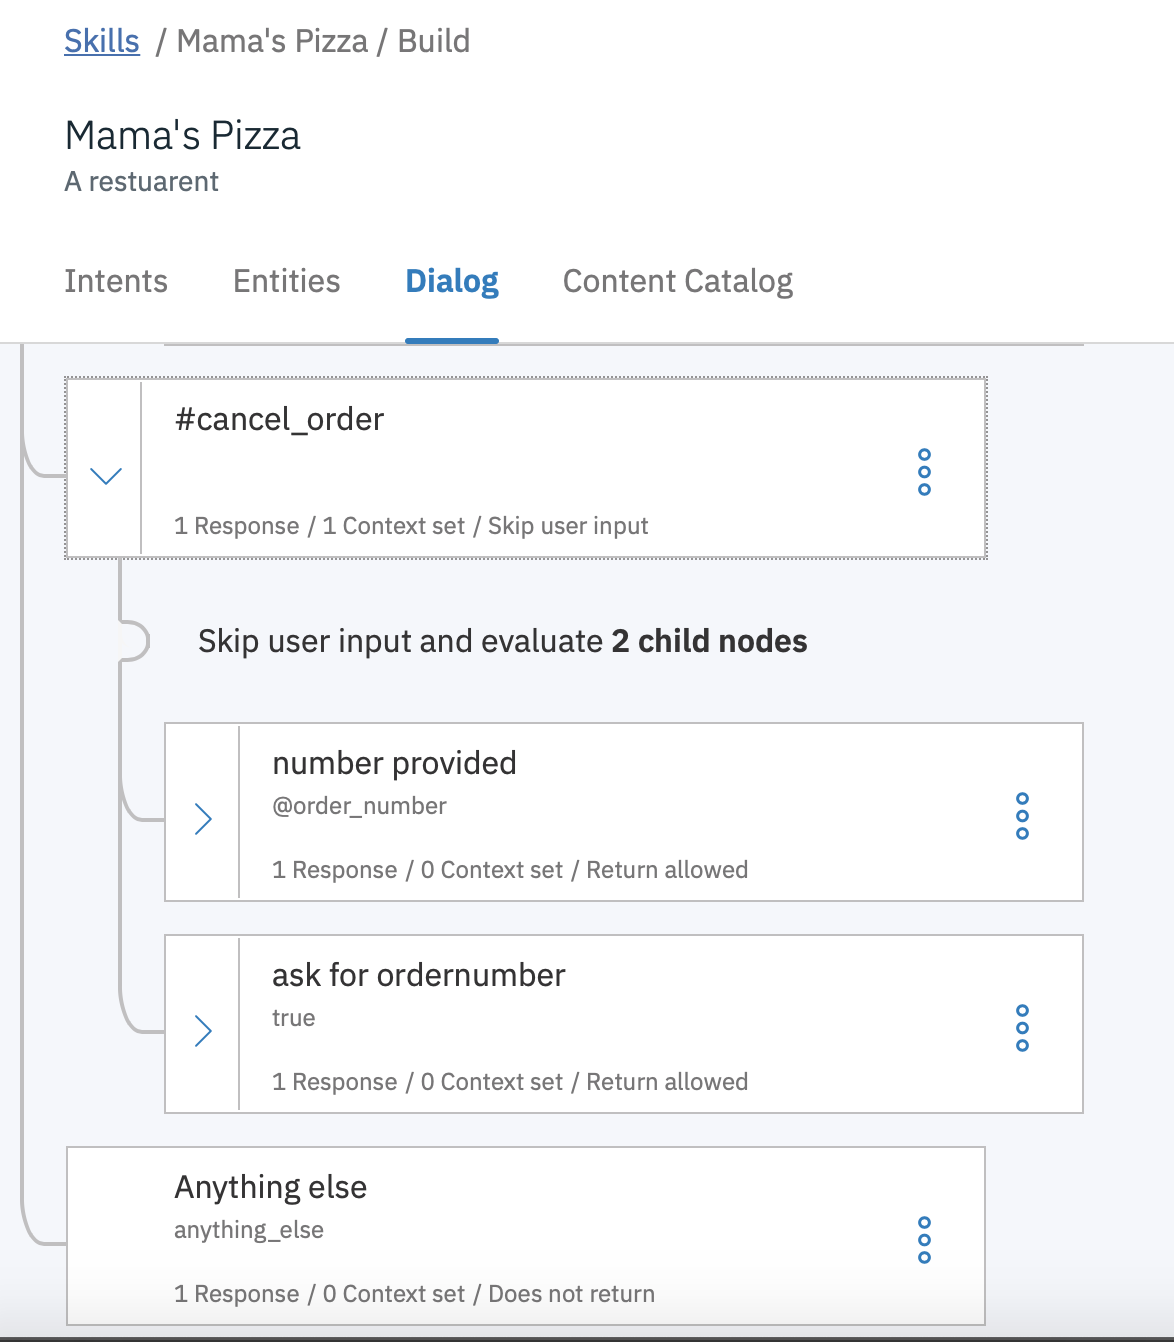 Skills / Mama's Pizza / Build
Mama's Pizza
A restuarent
Intents Entities Dialog Content Catalog
#cancel_order
1 Response / 1 Context set / Skip user input
Skip user input and evaluate 2 child nodes
number provided
@order_number
1 Response / 0 Context set / Return allowed
ask for ordernumber
true
1 Response / 0 Context set / Return allowed
Anything else
anything_else
1 Response / 0 Context set / Does not return